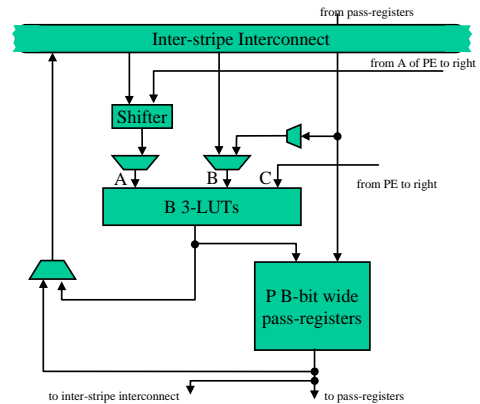 from pass-registers
Inter-stripe Interconnect
from A of PE to right
Shifter
A
B
C
from PE to right
B 3-LUTs
P B-bit wide
pass-registers
to inter-stripe interconnect
to pass-registers